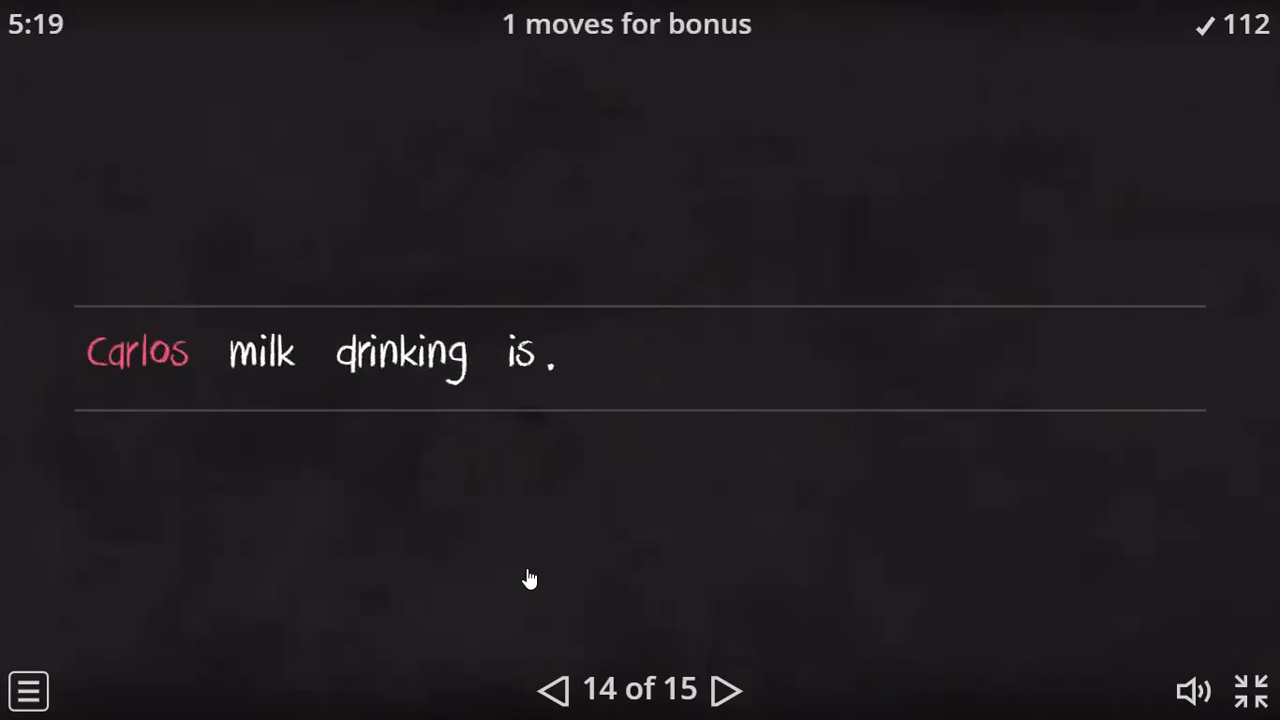 5:19 1 moves for bonus ✓ 112
Carlos milk drinking is.
14 of 15